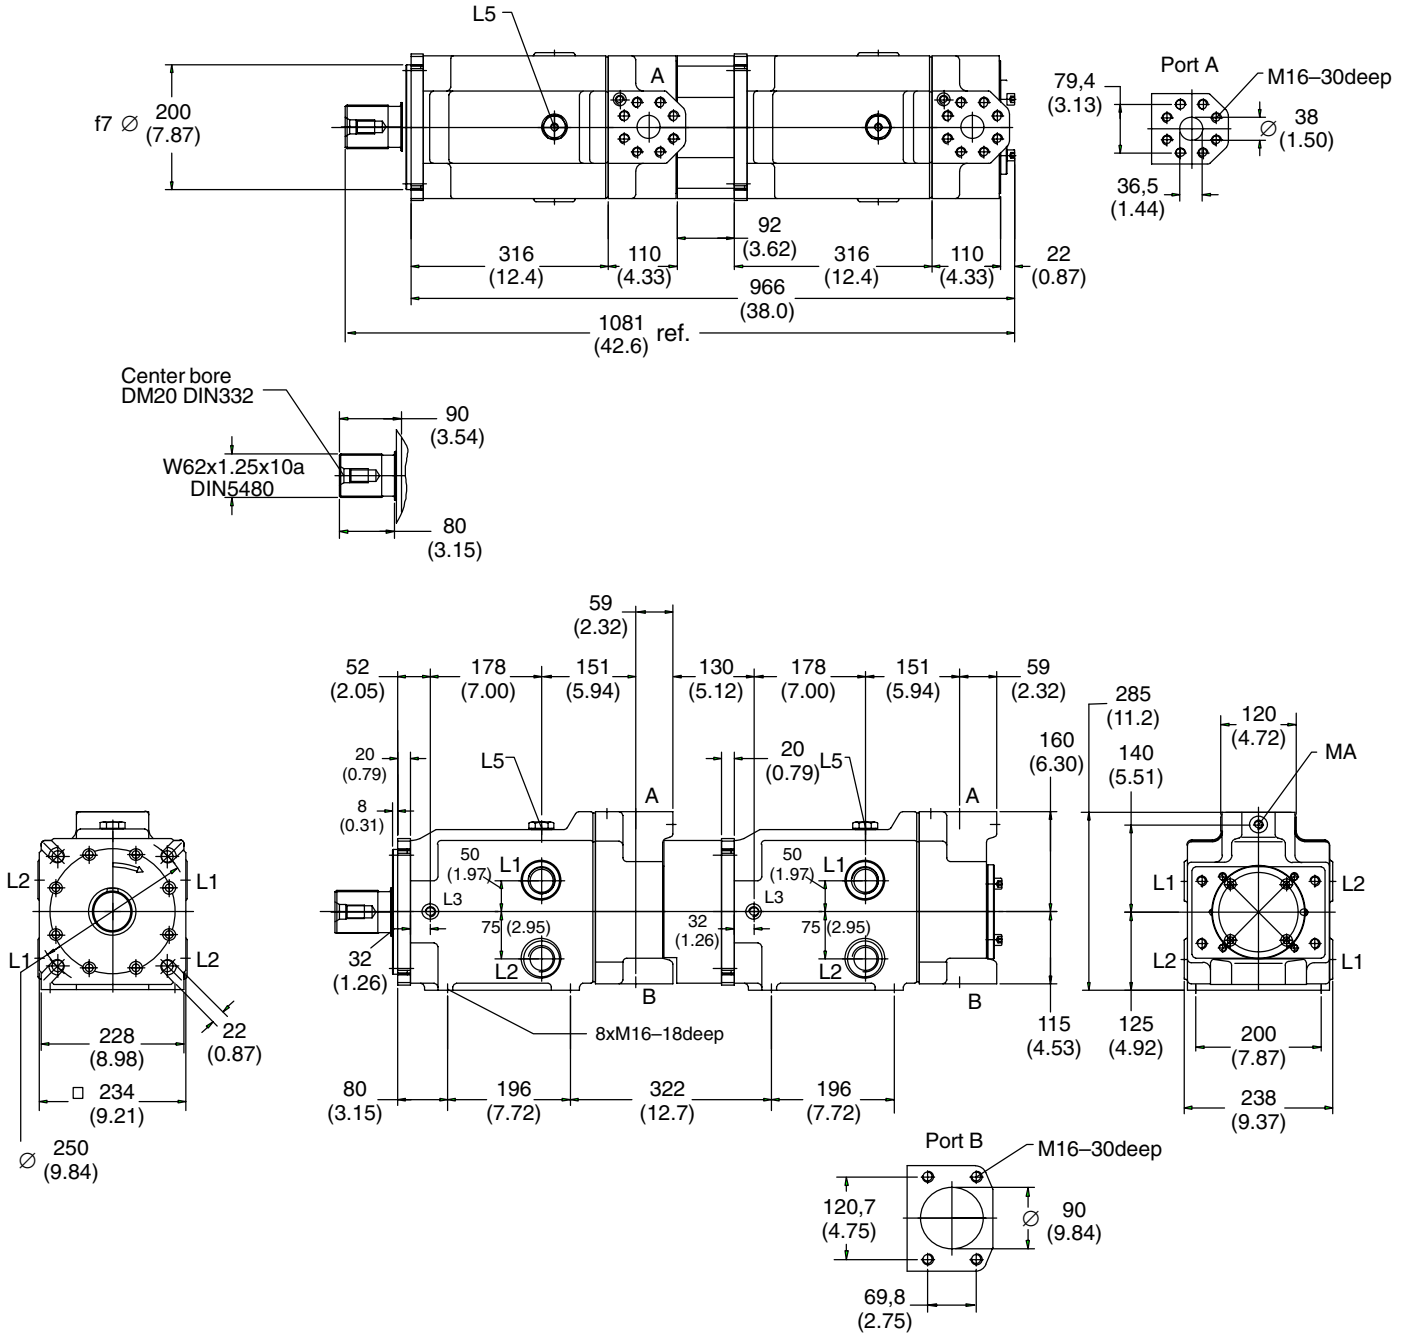 L5
f7 ∅ 200
(7.87)
A
Port A
79,4
(3.13)
M16–30deep
∅ 38
(1.50)
36,5
(1.44)
92
(3.62)
316
(12.4)
110
(4.33)
316
(12.4)
110
(4.33)
22
(0.87)
966
(38.0)
1081 ref.
(42.6)
Center bore
DM20 DIN332
90
(3.54)
W62x1.25x10a
DIN5480
80
(3.15)
59
(2.32)
52
(2.05)
178
(7.00)
151
(5.94)
130
(5.12)
178
(7.00)
151
(5.94)
59
(2.32)
285
(11.2)
120
(4.72)
160
(6.30)
140
(5.51)
MA
20
(0.79)
L5
20
(0.79)
L5
8
(0.31)
A
A
50
(1.97)
L1
50
(1.97)
L1
L2
L1
L1
L2
L3
L3
75 (2.95)
32
(1.26)
75 (2.95)
32
(1.26)
L2
L2
L1
L2
L2
L1
B
B
22
(0.87)
228
(8.98)
8xM16–18deep
115
(4.53)
125
(4.92)
200
(7.87)
□ 234
(9.21)
80
(3.15)
196
(7.72)
322
(12.7)
196
(7.72)
238
(9.37)
∅ 250
(9.84)
Port B
M16–30deep
120,7
(4.75)
∅ 90
(9.84)
69,8
(2.75)